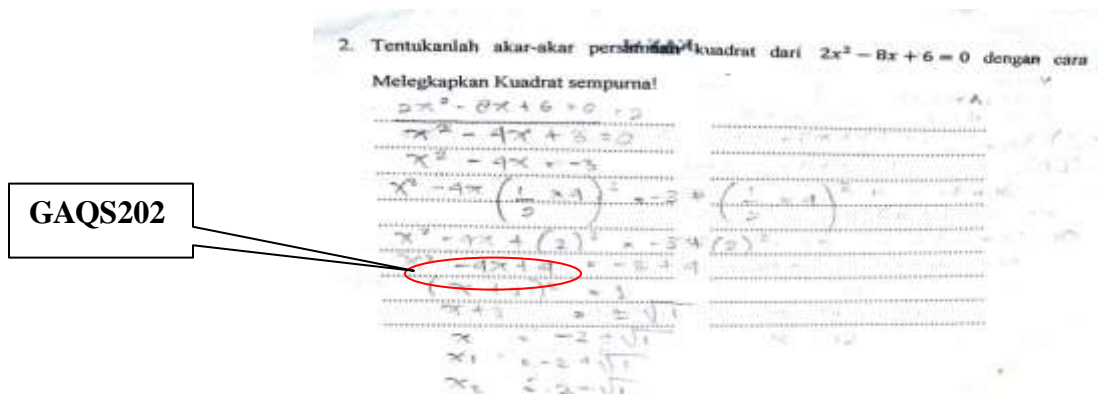 2. Tentukanlah akar-akar kuadrat dari 2x² − 8x + 6 = 0 dengan cara
Melegkapkan Kuadrat sempurna!
2x² - 8x + 6 = 0 : 2
x² - 4x + 3 = 0
x² - 4x = -3
x² - 4x (1/2 × 4)² = -3 + (1/2 × 4)²
GAQS202
x² - 4x + (2)² = -3 + (2)²
x² - 4x + 4 = -3 + 4
(x + 2)² = 1
x + 2 = ± √1
x = -2 ± √1
x₁ = -2 + √1
x₂ = -2 - √1